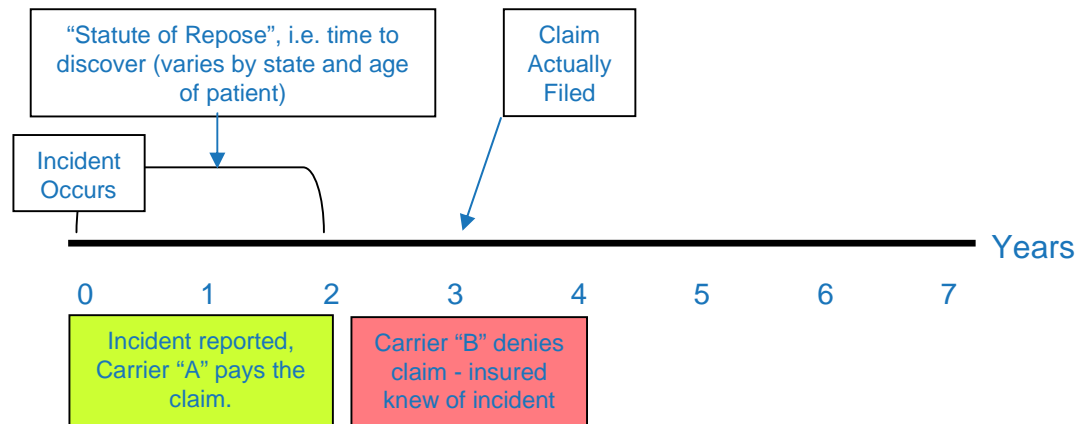 “Statute of Repose”, i.e. time to
discover (varies by state and age
of patient)
Claim
Actually
Filed
Incident
Occurs
Years
0 1 2 3 4 5 6 7
Incident reported,
Carrier “A” pays the
claim.
Carrier “B” denies
claim - insured
knew of incident